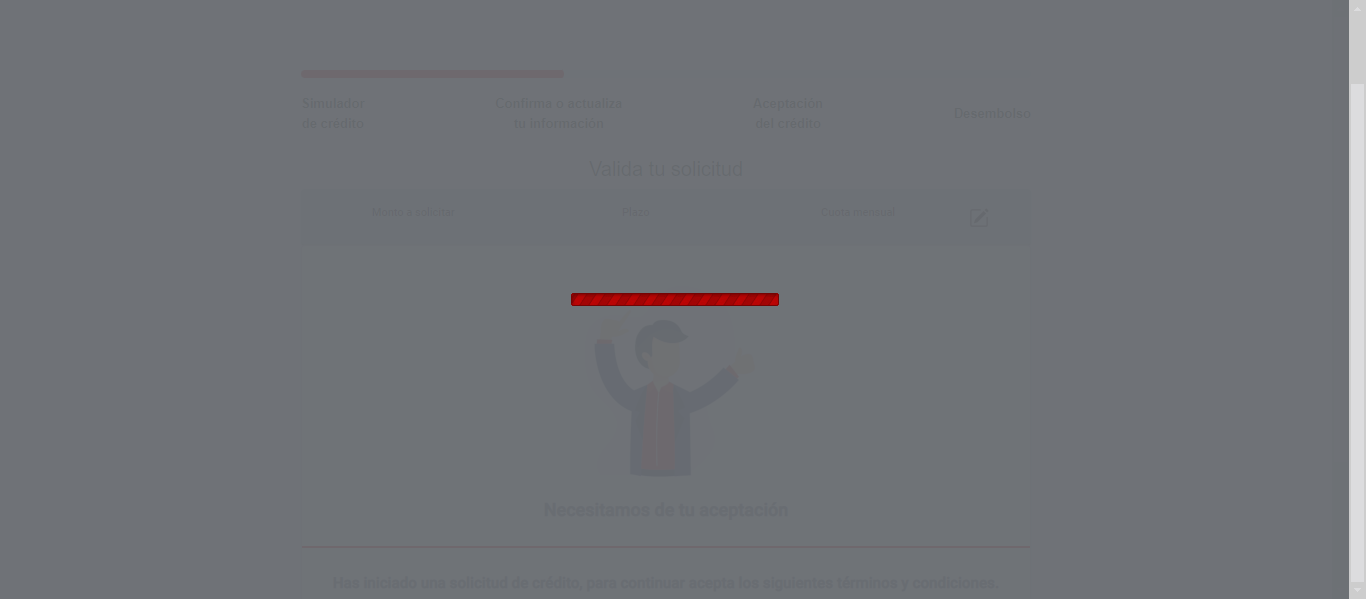 Simulador
de crédito
Confirma o actualiza
tu información
Aceptación
del crédito
Desembolso
Valida tu solicitud
Monto a solicitar
Plazo
Cuota mensual
Necesitamos de tu aceptación
Has iniciado una solicitud de crédito, para continuar acepta los siguientes términos y condiciones.